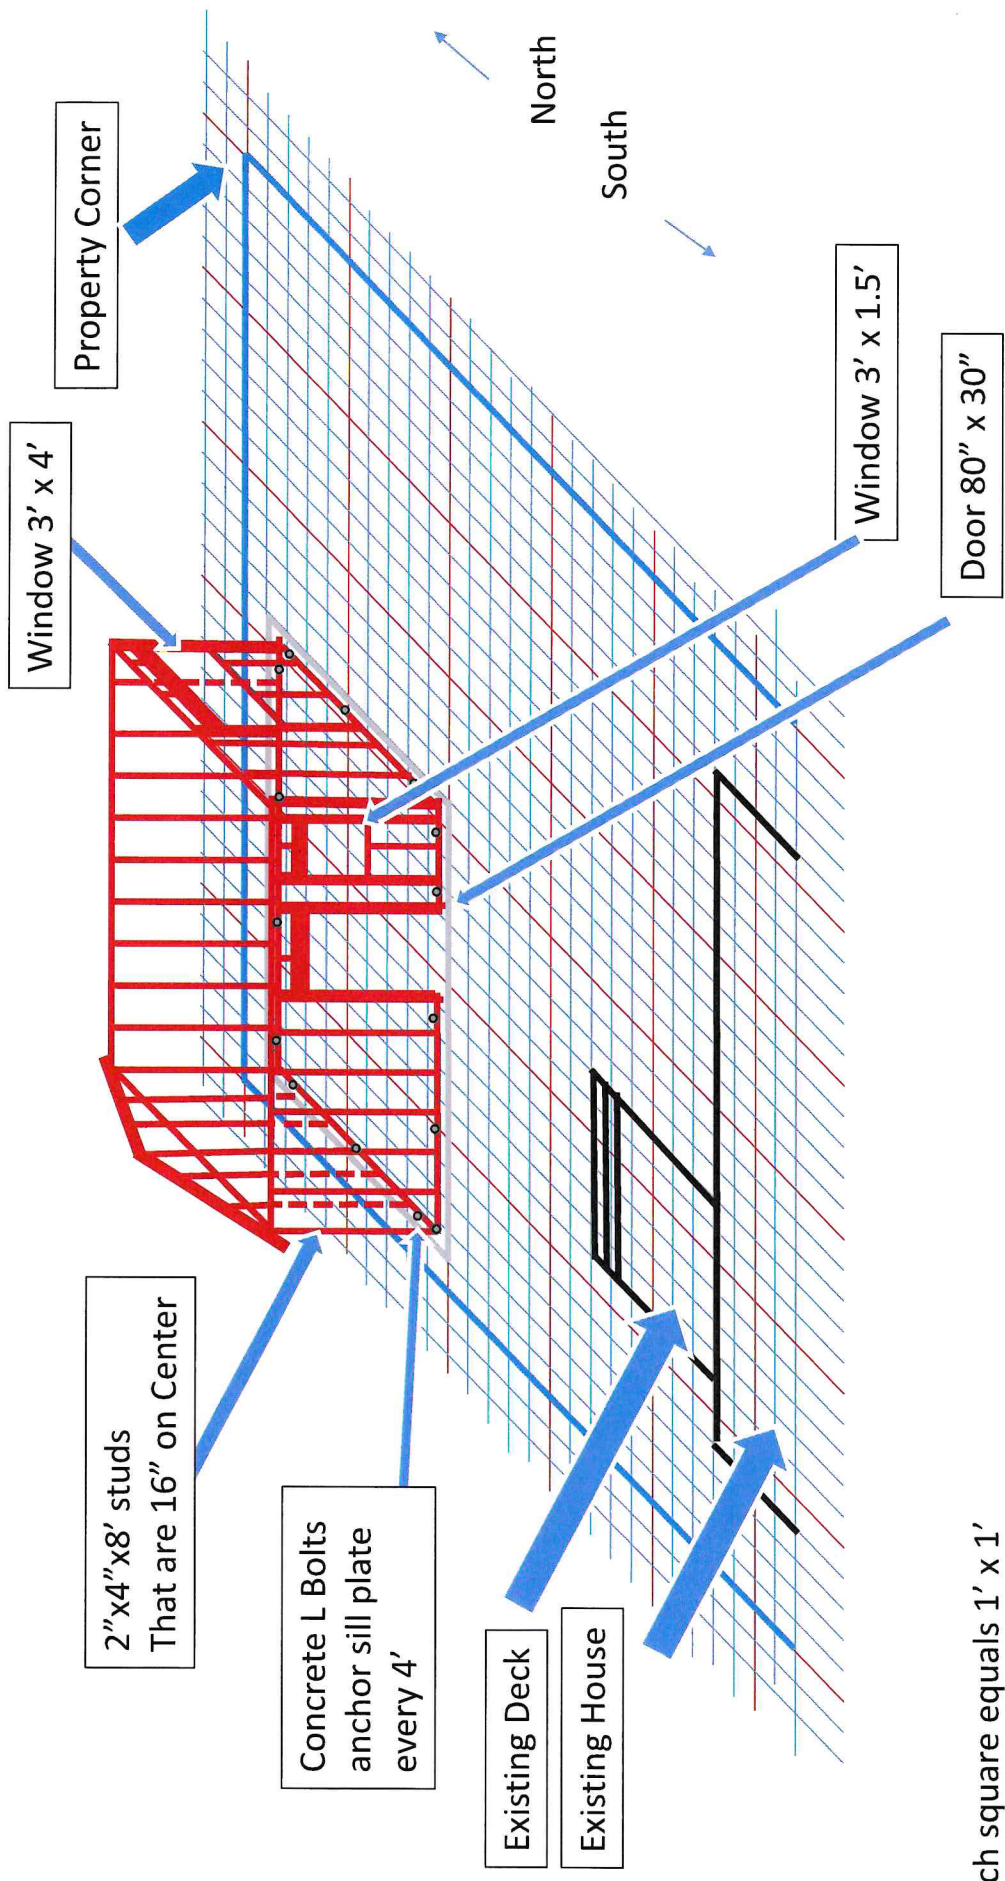 Property Corner
Window 3’ x 4’
North
South
2”x4”x8’ studs
That are 16” on Center
Concrete L Bolts
anchor sill plate
every 4’
Window 3’ x 1.5’
Door 80” x 30”
Existing Deck
Existing House
ch square equals 1’ x 1’